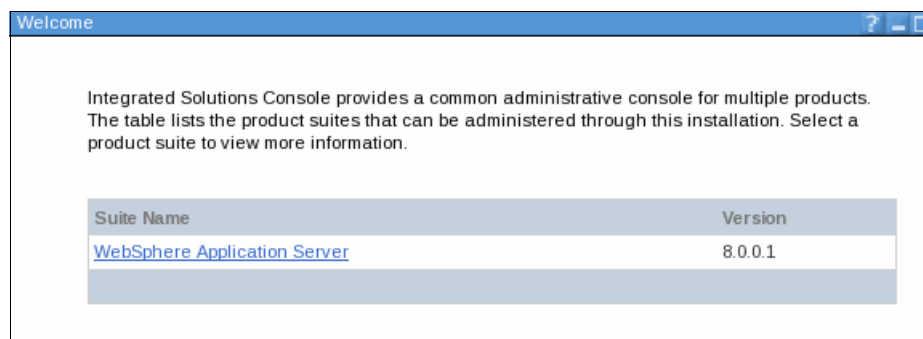 Welcome
?
Integrated Solutions Console provides a common administrative console for multiple products.
The table lists the product suites that can be administered through this installation. Select a
product suite to view more information.
Suite Name Version
WebSphere Application Server 8.0.0.1